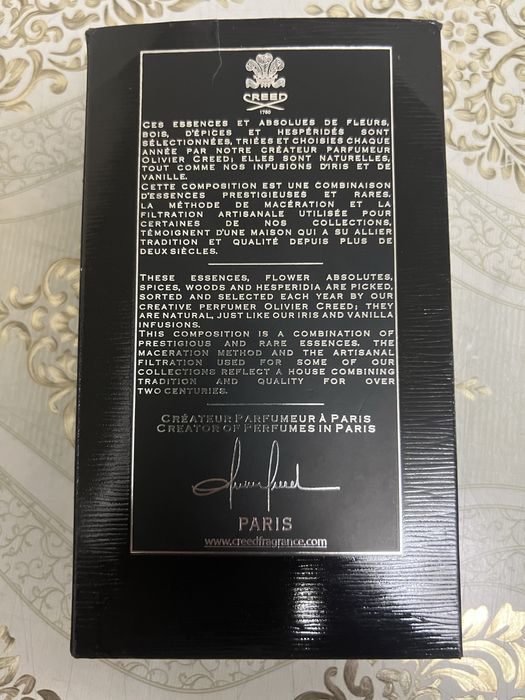 CREED
1760
CES ESSENCES ET ABSOLUES DE FLEURS,
BOIS, D'ÉPICES ET HESPÉRIDÉS SONT
SÉLECTIONNÉES, TRIÉES ET CHOISIES CHAQUE
ANNÉE PAR NOTRE CRÉATEUR PARFUMEUR
OLIVIER CREED; ELLES SONT NATURELLES,
TOUT COMME NOS INFUSIONS D'IRIS ET DE
VANILLE.
CETTE COMPOSITION EST UNE COMBINAISON
D'ESSENCES PRESTIGIEUSES ET RARES.
LA MÉTHODE DE MACÉRATION ET LA
FILTRATION ARTISANALE UTILISÉE POUR
CERTAINES DE NOS COLLECTIONS,
TÉMOIGNENT D'UNE MAISON QUI A SU ALLIER
TRADITION ET QUALITÉ DEPUIS PLUS DE
DEUX SIÈCLES.
THESE ESSENCES, FLOWER ABSOLUTES,
SPICES, WOODS AND HESPERIDIA ARE PICKED,
SORTED AND SELECTED EACH YEAR BY OUR
CREATIVE PERFUMER OLIVIER CREED; THEY
ARE NATURAL, JUST LIKE OUR IRIS AND VANILLA
INFUSIONS.
THIS COMPOSITION IS A COMBINATION OF
PRESTIGIOUS AND RARE ESSENCES. THE
MACERATION METHOD AND THE ARTISANAL
FILTRATION USED FOR SOME OF OUR
COLLECTIONS REFLECT A HOUSE COMBINING
TRADITION AND QUALITY FOR OVER
TWO CENTURIES.
CRÉATEUR PARFUMEUR À PARIS
CREATOR OF PERFUMES IN PARIS
Olivier Creed
PARIS
www.creedfragrance.com